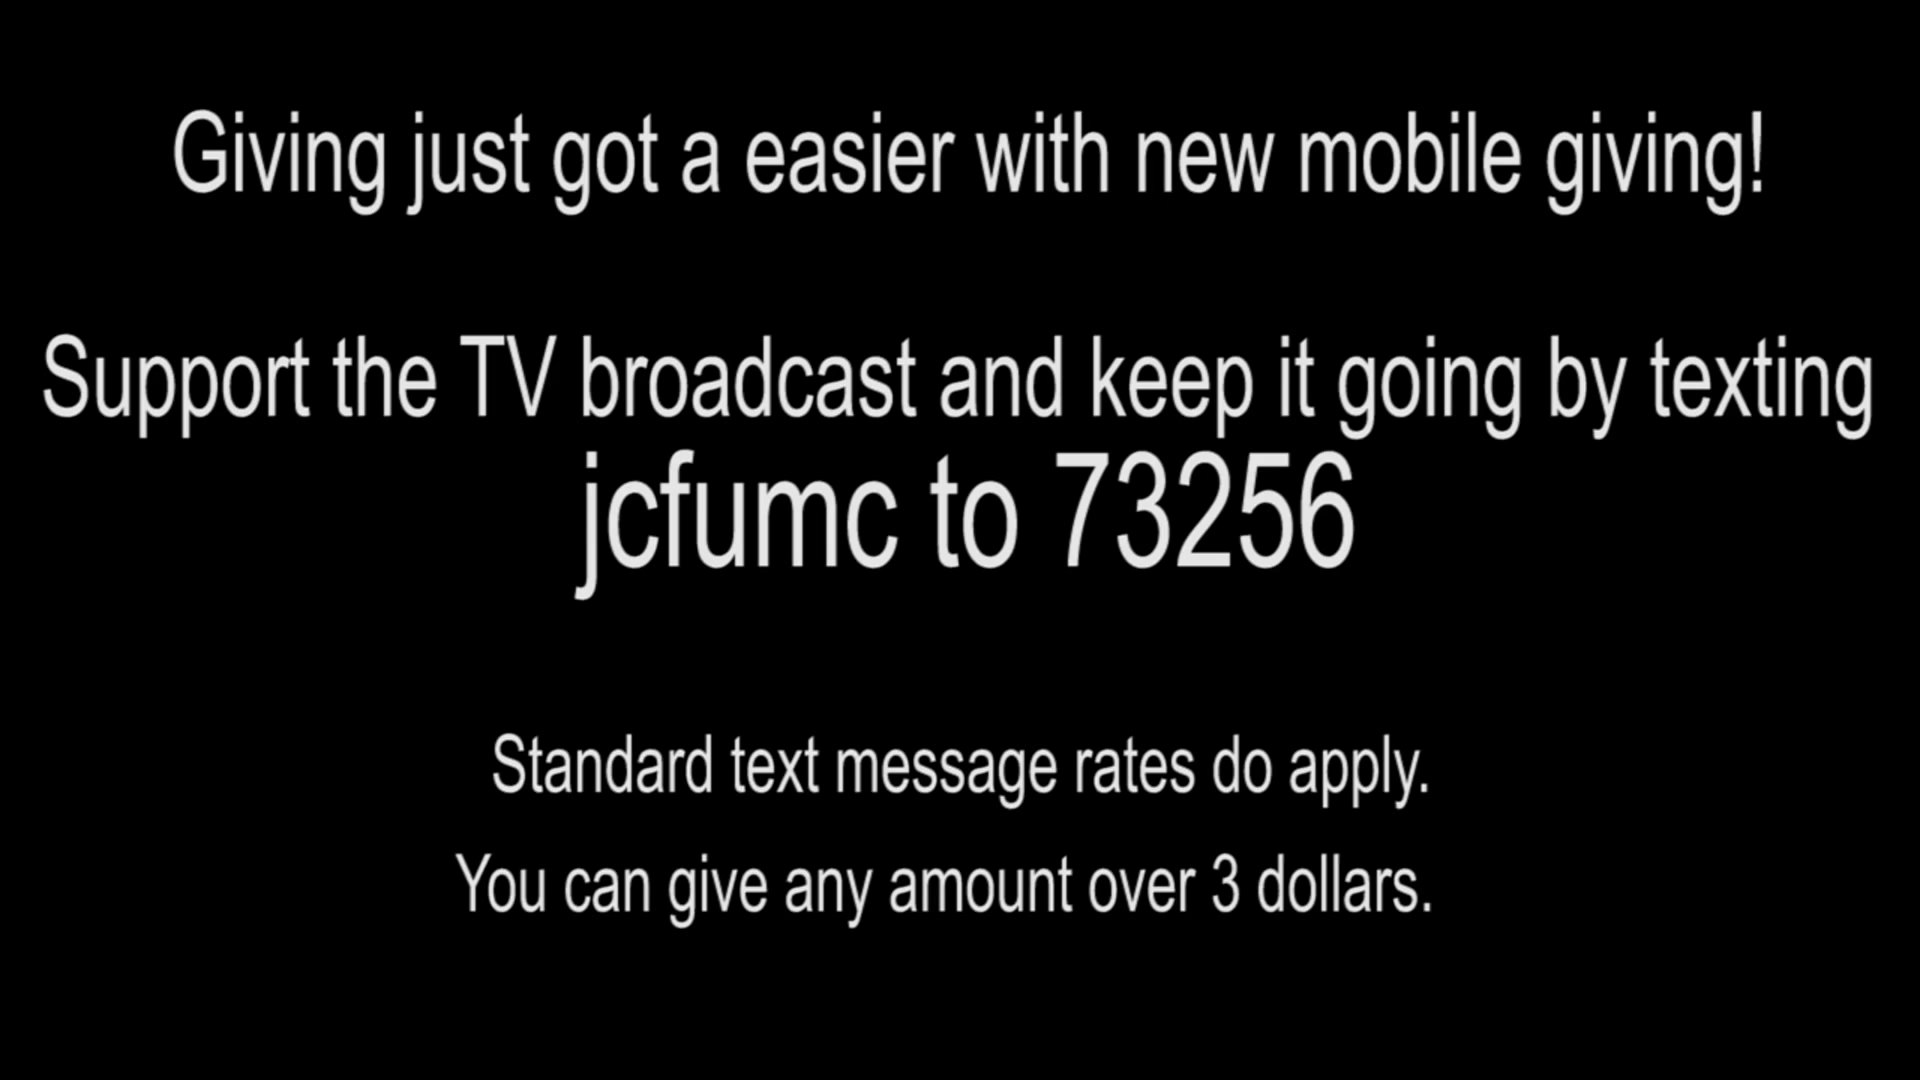 Giving just got a easier with new mobile giving!
Support the TV broadcast and keep it going by texting
jcfumc to 73256
Standard text message rates do apply.
You can give any amount over 3 dollars.